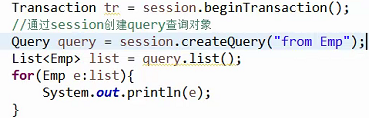 Transaction tr = session.beginTransaction();
//通过session创建query查询对象
Query query = session.createQuery("from Emp");
List<Emp> list = query.list();
for(Emp e:list){
System.out.println(e);
}